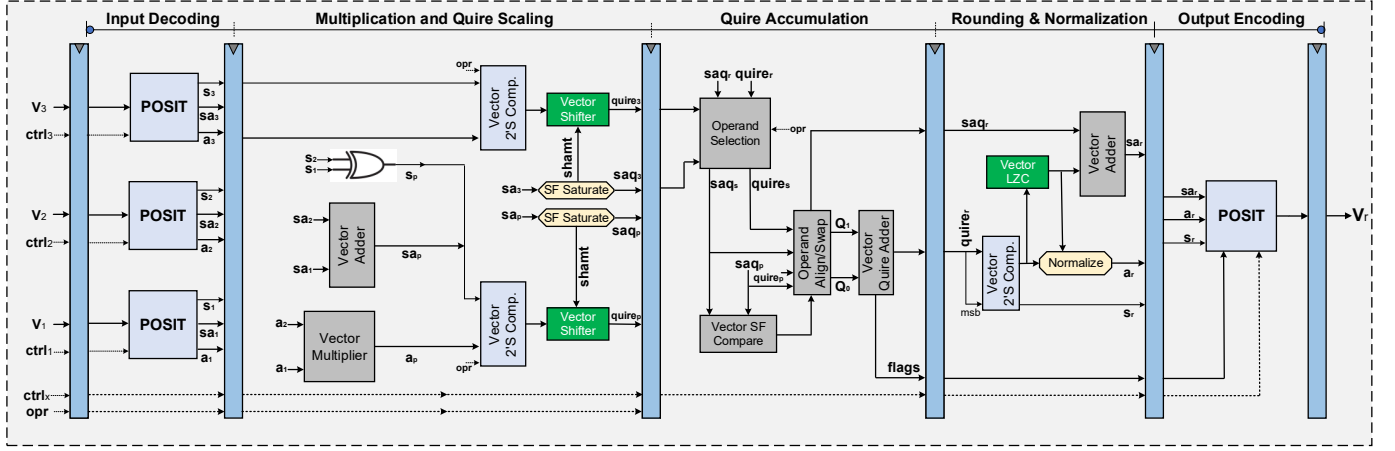 Input Decoding
Multiplication and Quire Scaling
Quire Accumulation
Rounding & Normalization
Output Encoding
V3
ctrl3
POSIT
s3
sa3
a3
V2
ctrl2
POSIT
s2
sa2
a2
V1
ctrl1
POSIT
s1
sa1
a1
ctrlx
opr
opr
Vector
2'S Comp.
Vector
Shifter
quire3
shamt
s2
s1
sp
sa3
SF Saturate
saq3
sap
SF Saturate
saqp
sa2
sa1
Vector
Adder
sap
shamt
a2
a1
Vector
Multiplier
ap
Vector
2'S Comp.
opr
Vector
Shifter
quirep
saqr quirer
Operand
Selection
opr
saqs
quires
Operand
Align/Swap
Q1
Q0
Vector
Quire Adder
saqp
quirep
Vector SF
Compare
flags
saqr
Vector
Adder
sar
Vector
LZC
quirer
Vector
2'S Comp.
msb
Normalize
ar
sr
sar
ar
sr
POSIT
Vr